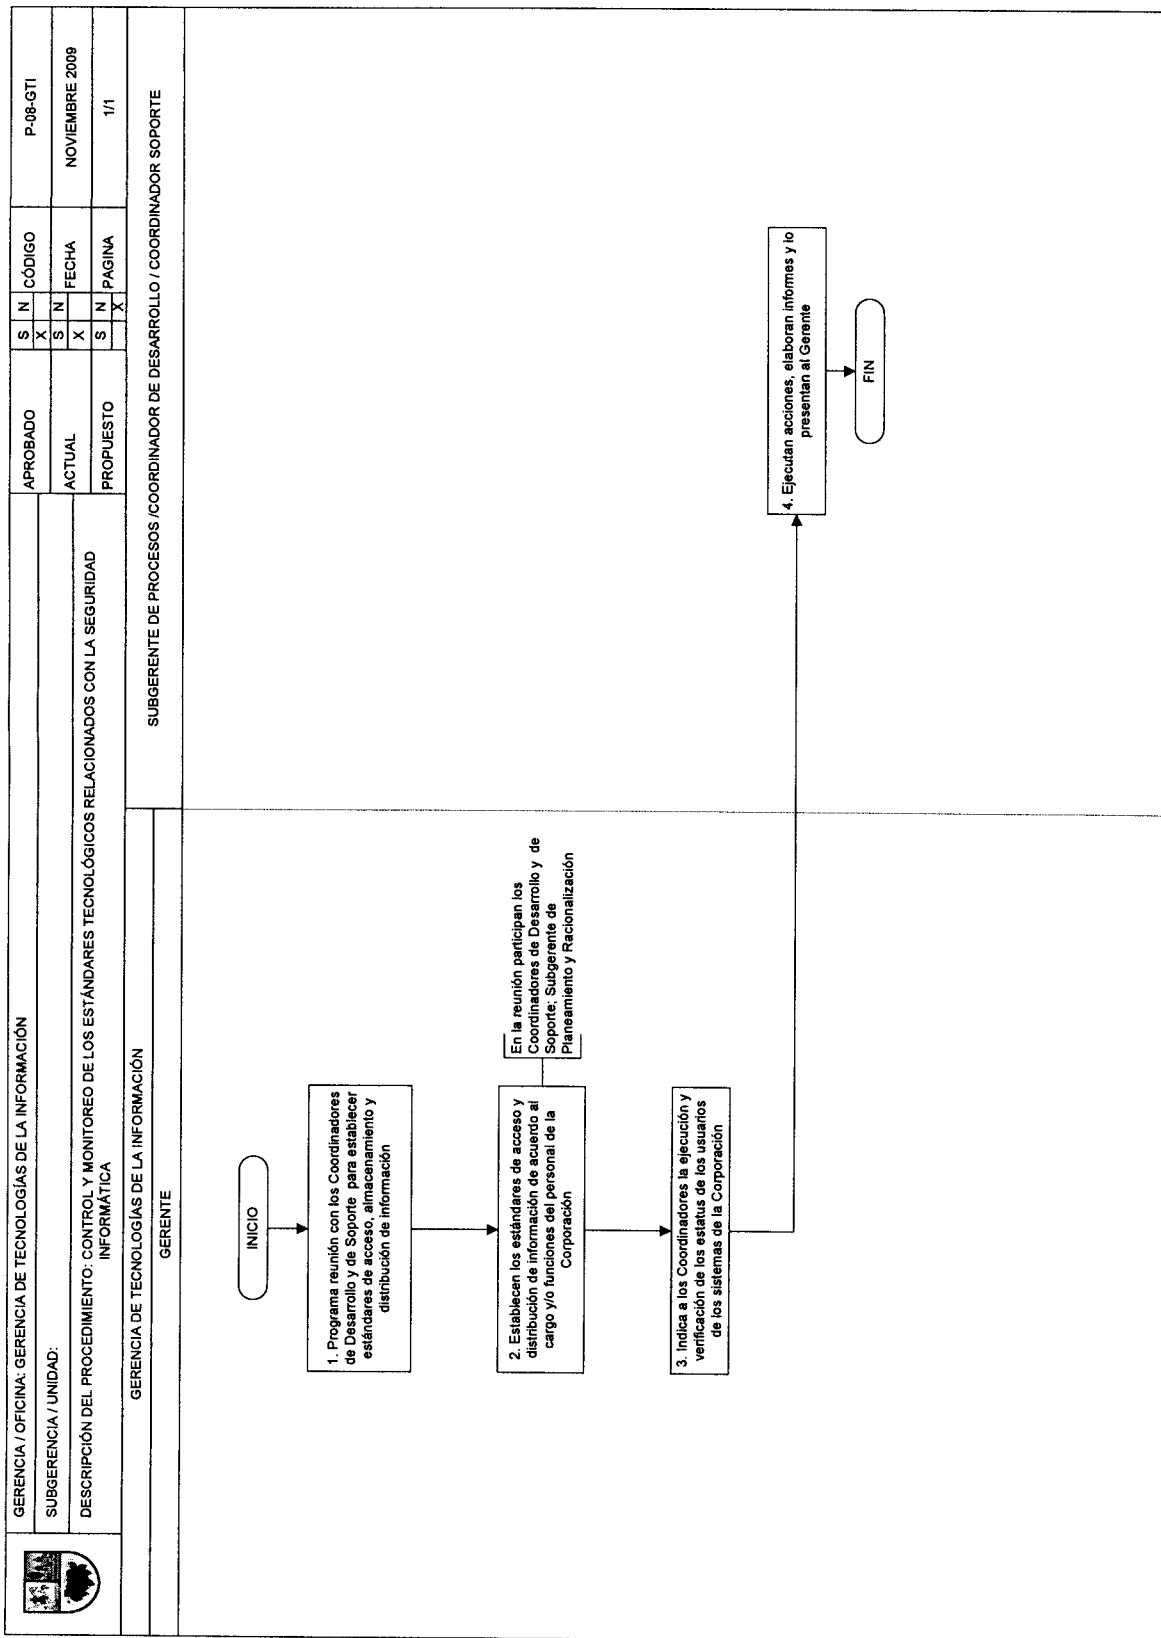 GERENCIA / OFICINA: GERENCIA DE TECNOLOGÍAS DE LA INFORMACIÓN
APROBADO
S N
X
CÓDIGO
P-08-GTI
SUBGERENCIA / UNIDAD:
ACTUAL
S N
X
FECHA
NOVIEMBRE 2009
DESCRIPCIÓN DEL PROCEDIMIENTO: CONTROL Y MONITOREO DE LOS ESTÁNDARES TECNOLÓGICOS RELACIONADOS CON LA SEGURIDAD
INFORMÁTICA
PROPUESTO
S N
X
PAGINA
1/1
GERENCIA DE TECNOLOGÍAS DE LA INFORMACIÓN
GERENTE
SUBGERENTE DE PROCESOS /COORDINADOR DE DESARROLLO / COORDINADOR SOPORTE
INICIO
1. Programa reunión con los Coordinadores
de Desarrollo y de Soporte para establecer
estándares de acceso, almacenamiento y
distribución de información
2. Establecen los estándares de acceso y
distribución de información de acuerdo al
cargo y/o funciones del personal de la
Corporación
En la reunión participan los
Coordinadores de Desarrollo y de
Soporte; Subgerente de
Planeamiento y Racionalización
3. Indica a los Coordinadores la ejecución y
verificación de los estatus de los usuarios
de los sistemas de la Corporación
4. Ejecutan acciones, elaboran informes y lo
presentan al Gerente
FIN